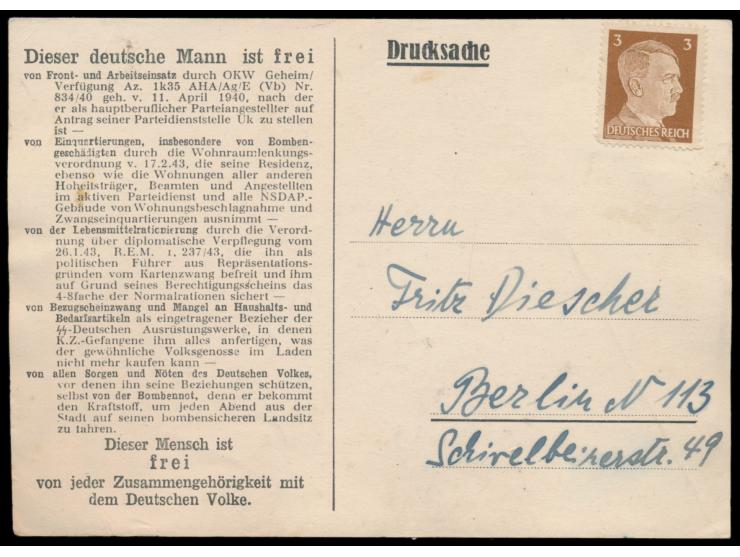 Dieser deutsche Mann ist frei
von Front- und Arbeitseinsatz durch OKW Geheim/
Verfügung Az. 1k35 AHA/Ag/E (Vb) Nr.
834/40 geh. v. 11. April 1940, nach der
er als hauptberuflicher Parteiangestellter auf
Antrag seiner Parteidienststelle Uk zu stellen
ist —
von Einquartierungen, insbesondere von Bomben-
geschädigten durch die Wohnraumlenkungs-
verordnung v. 17.2.43, die seine Residenz,
ebenso wie die Wohnungen aller anderen
Hoheitsträger, Beamten und Angestellten
im aktiven Parteidienst und alle NSDAP.-
Gebäude von Wohnungsbeschlagnahme und
Zwangseinquartierungen ausnimmt —
von der Lebensmittelrationierung durch die Verord-
nung über diplomatische Verpflegung vom
26.1.43, R.E.M. 1, 237/43, die ihn als
politischen Führer aus Repräsentations-
gründen vom Kartenzwang befreit und ihm
auf Grund seines Berechtigungsscheins das
4-8fache der Normalrationen sichert —
von Bezugscheinzwang und Mangel an Haushalts- und
Bedarfsartikeln als eingetragener Bezieher der
ᛋᛋ-Deutschen Ausrüstungswerke, in denen
K.Z.-Gefangene ihm alles anfertigen, was
der gewöhnliche Volksgenosse im Laden
nicht mehr kaufen kann —
von allen Sorgen und Nöten des Deutschen Volkes,
vor denen ihn seine Beziehungen schützen,
selbst von der Bombennot, denn er bekommt
den Kraftstoff, um jeden Abend aus der
Stadt auf seinen bombensicheren Landsitz
zu fahren.
Dieser Mensch ist
frei
von jeder Zusammengehörigkeit mit
dem Deutschen Volke.
Drucksache
3 3
DEUTSCHES REICH
Herrn
Fritz Diescher
Berlin N 113
Schivelbeinerstr. 49